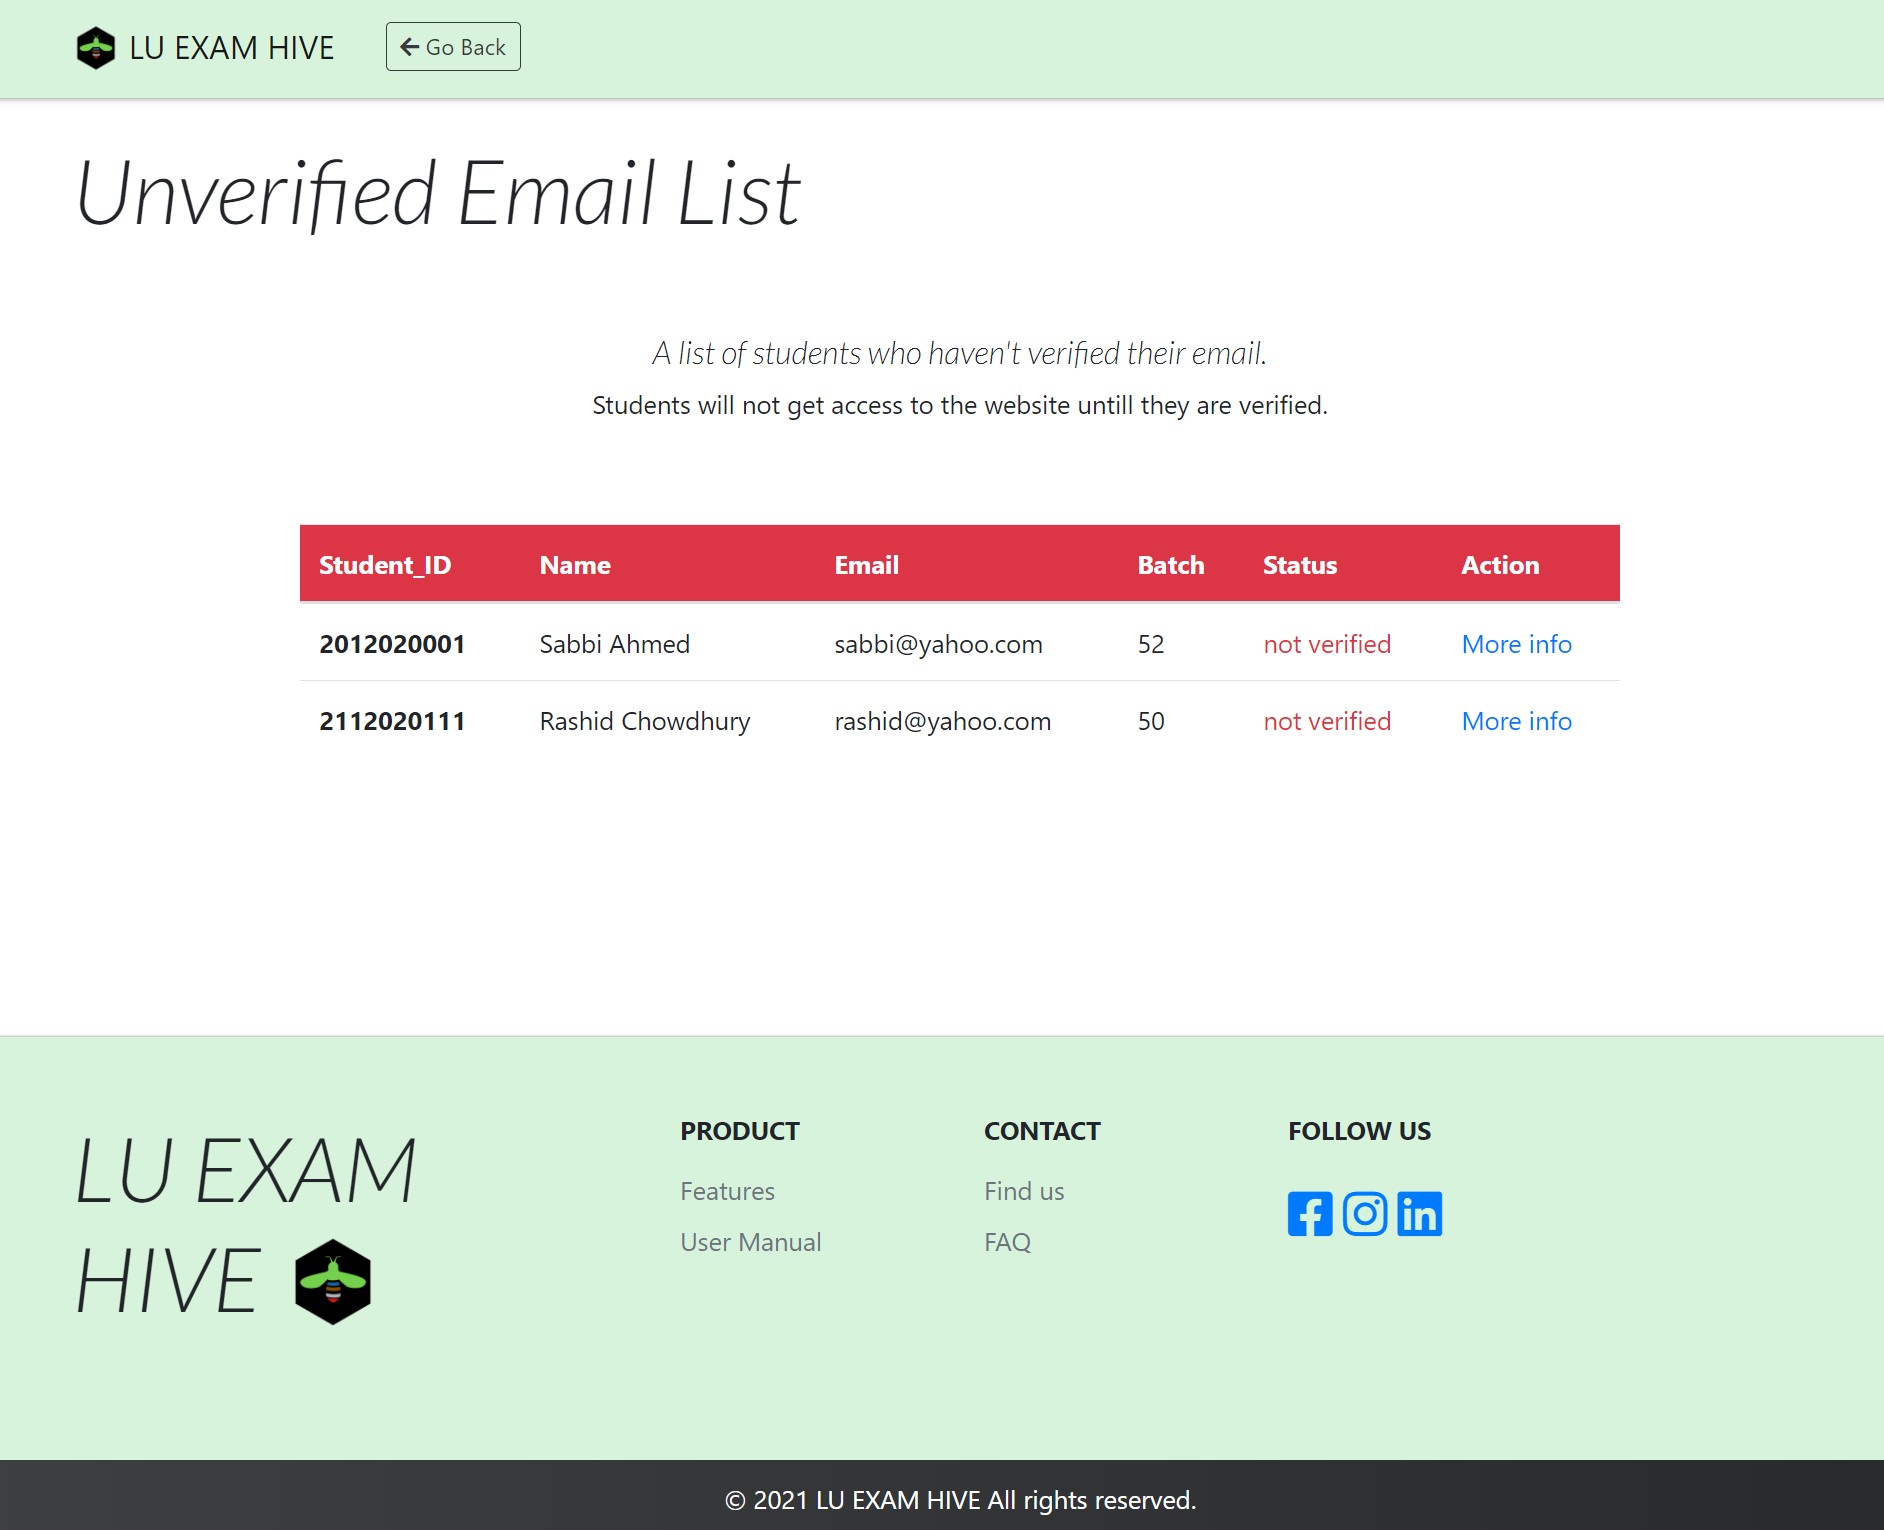 LU EXAM HIVE Go Back
Unverified Email List
A list of students who haven't verified their email.
Students will not get access to the website untill they are verified.
Student_ID Name Email Batch Status Action
2012020001 Sabbi Ahmed sabbi@yahoo.com 52 not verified More info
2112020111 Rashid Chowdhury rashid@yahoo.com 50 not verified More info
LU EXAM
HIVE
PRODUCT
Features
User Manual
CONTACT
Find us
FAQ
FOLLOW US
© 2021 LU EXAM HIVE All rights reserved.